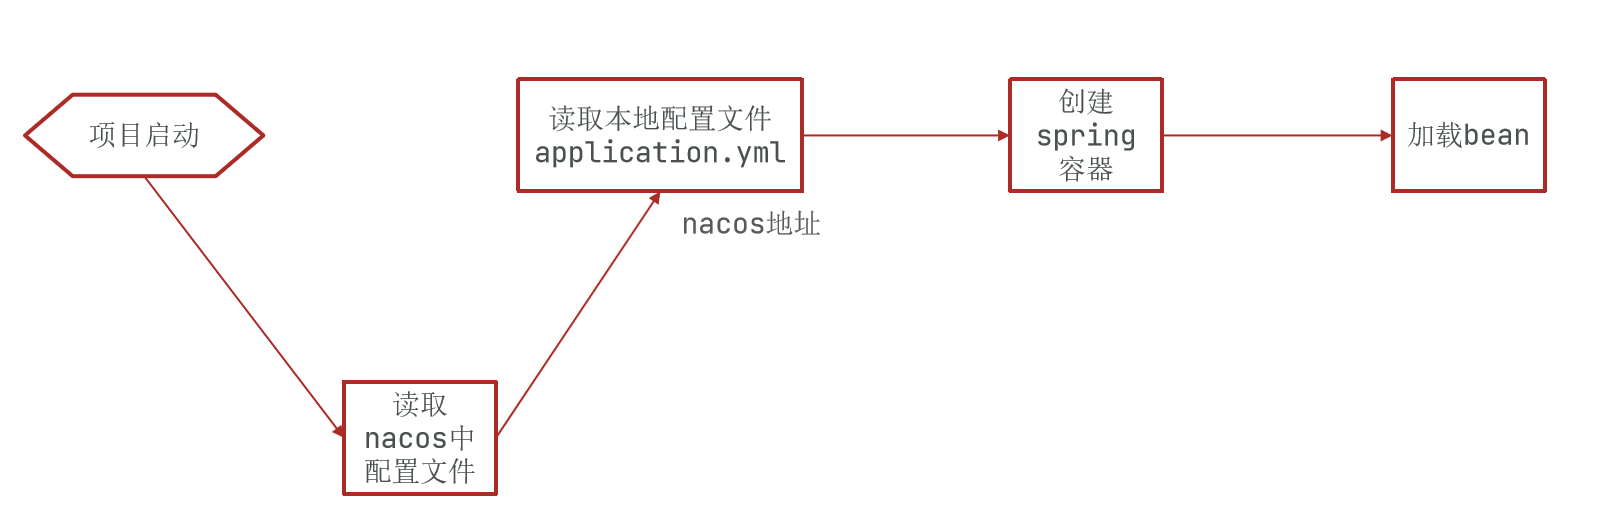 项目启动
读取
nacos中
配置文件
读取本地配置文件
application.yml
nacos地址
创建
spring
容器
加载bean